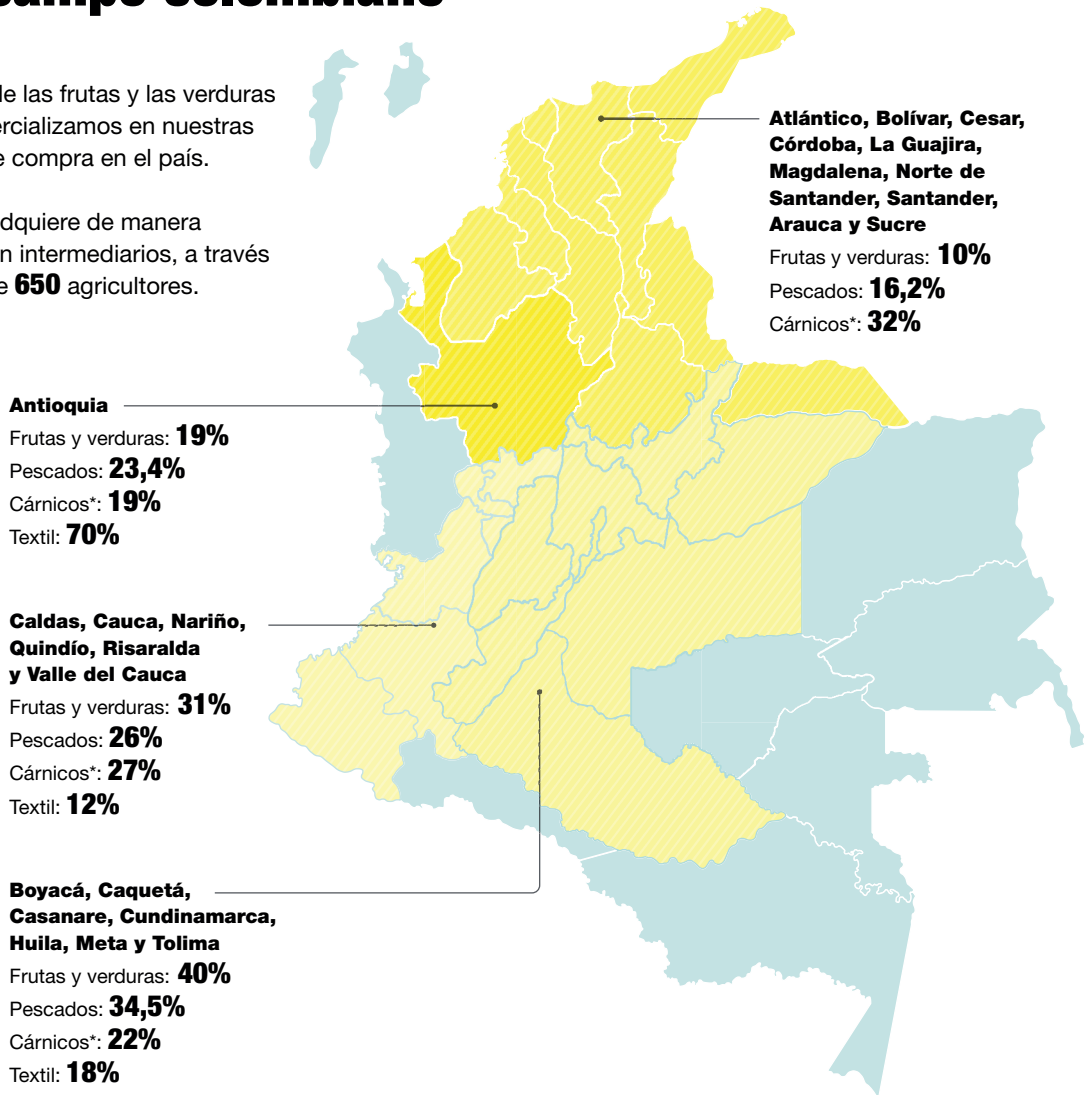 colombiano
de las frutas y las verduras
en nuestras
compra en el país.
de manera
intermediarios, a través
650 agricultores.
Atlántico, Bolívar, Cesar,
Córdoba, La Guajira,
Magdalena, Norte de
Santander, Santander,
Arauca y Sucre
Frutas y verduras: 10%
Pescados: 16,2%
Cárnicos*: 32%
Antioquia
Frutas y verduras: 19%
Pescados: 23,4%
Cárnicos*: 19%
Textil: 70%
Caldas, Cauca, Nariño,
Quindío, Risaralda
y Valle del Cauca
Frutas y verduras: 31%
Pescados: 26%
Cárnicos*: 27%
Textil: 12%
Boyacá, Caquetá,
Casanare, Cundinamarca,
Huila, Meta y Tolima
Frutas y verduras: 40%
Pescados: 34,5%
Cárnicos*: 22%
Textil: 18%